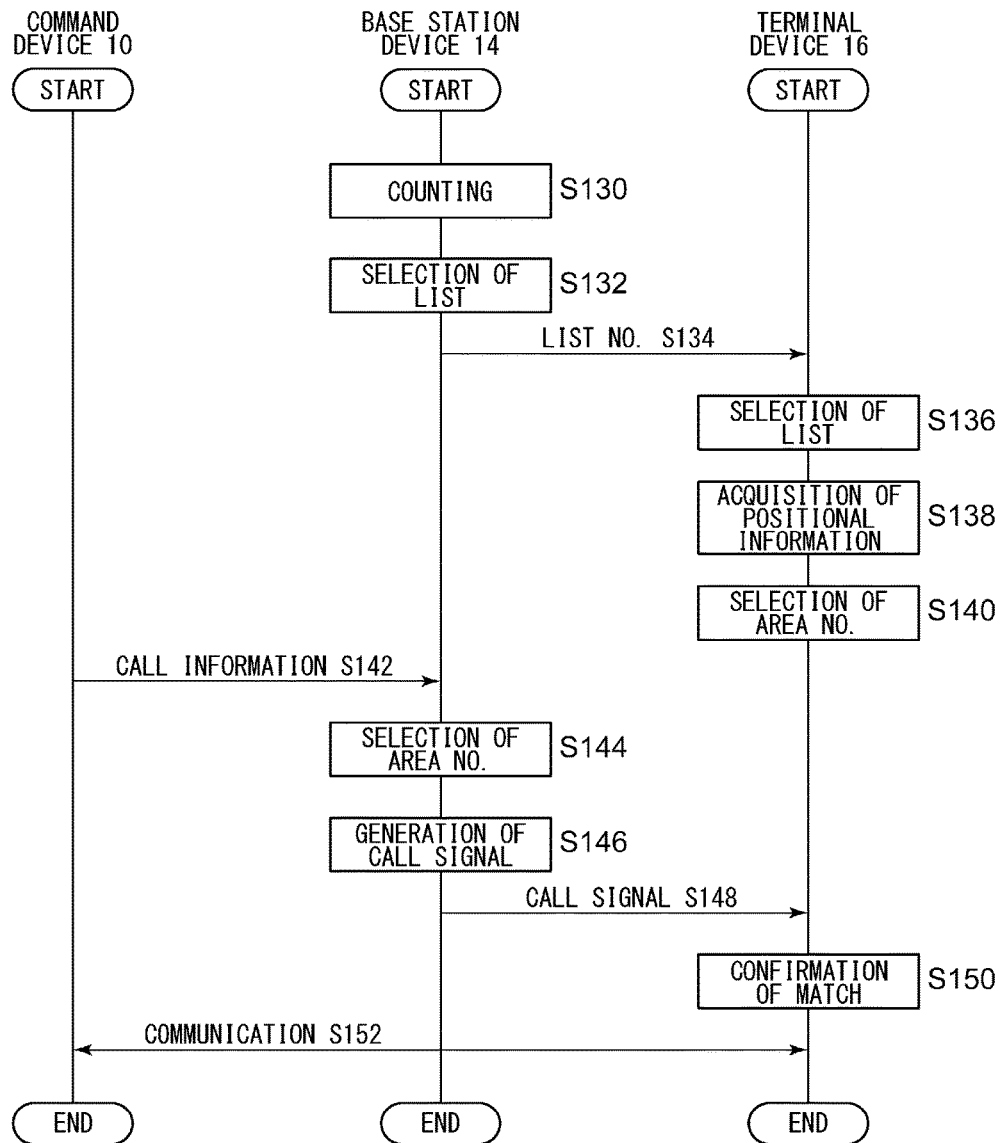 COMMAND
DEVICE 10
BASE STATION
DEVICE 14
TERMINAL
DEVICE 16
START
START
START
COUNTING
S130
SELECTION OF
LIST
S132
LIST NO. S134
SELECTION OF
LIST
S136
ACQUISITION OF
POSITIONAL
INFORMATION
S138
SELECTION OF
AREA NO.
S140
CALL INFORMATION S142
SELECTION OF
AREA NO.
S144
GENERATION OF
CALL SIGNAL
S146
CALL SIGNAL S148
CONFIRMATION
OF MATCH
S150
COMMUNICATION S152
END
END
END